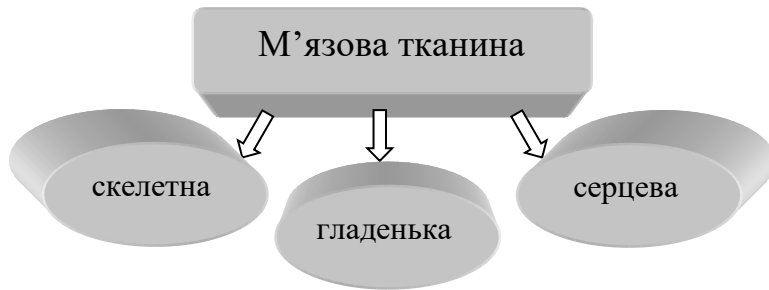 М’язова тканина
скелетна
гладенька
серцева